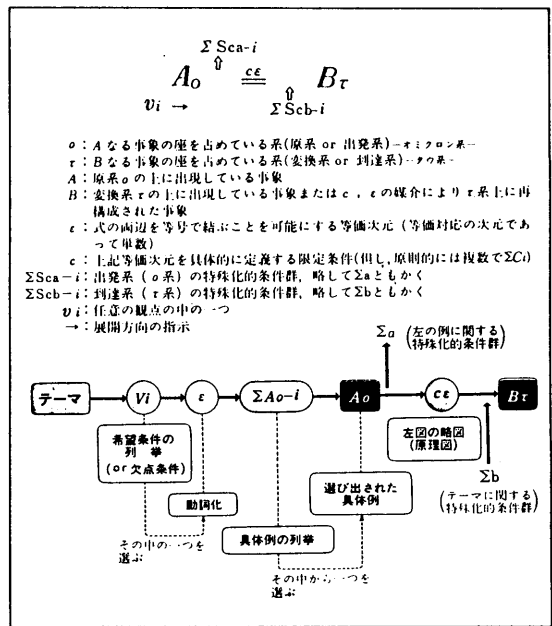 Σ Sca-i
Ao cε Bτ
vi →
Σ Scb-i
o：Aなる事象の座を占めている系(原系 or 出発系)－オミクロン系－
τ：Bなる事象の座を占めている系(変換系 or 到達系)－タウ系－
A：原系oの上に出現している事象
B：変換系τの上に出現している事象またはc，εの媒介によりτ系上に再
構成された事象
ε：式の両辺を等号で結ぶことを可能にする等価次元（等価対応の次元であ
って単数）
c：上記等価次元を具体的に定義する限定条件(但し，原則的には複数でΣCi)
ΣSca－i：出発系（o系）の特殊化的条件群，略してΣaともかく
ΣScb－i：到達系（τ系）の特殊化的条件群，略してΣbともかく
vi：任意の観点の中の一つ
→：展開方向の指示
Σa（左の例に関する
特殊化的条件群）
テーマ Vi ε ΣAo-i Ao cε Bτ
希望条件の
列挙
(or 欠点条件)
動詞化
具体例の列挙
選び出された
具体例
左図の略図
(原理図)
Σb
（テーマに関する
特殊化的条件群）
その中の一つを
選ぶ
その中から一つを
選ぶ